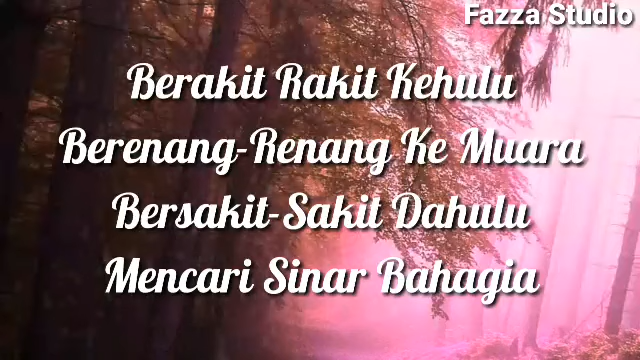 Fazza Studio
Berakit Rakit Kehulu
Berenang-Renang Ke Muara
Bersakit-Sakit Dahulu
Mencari Sinar Bahagia